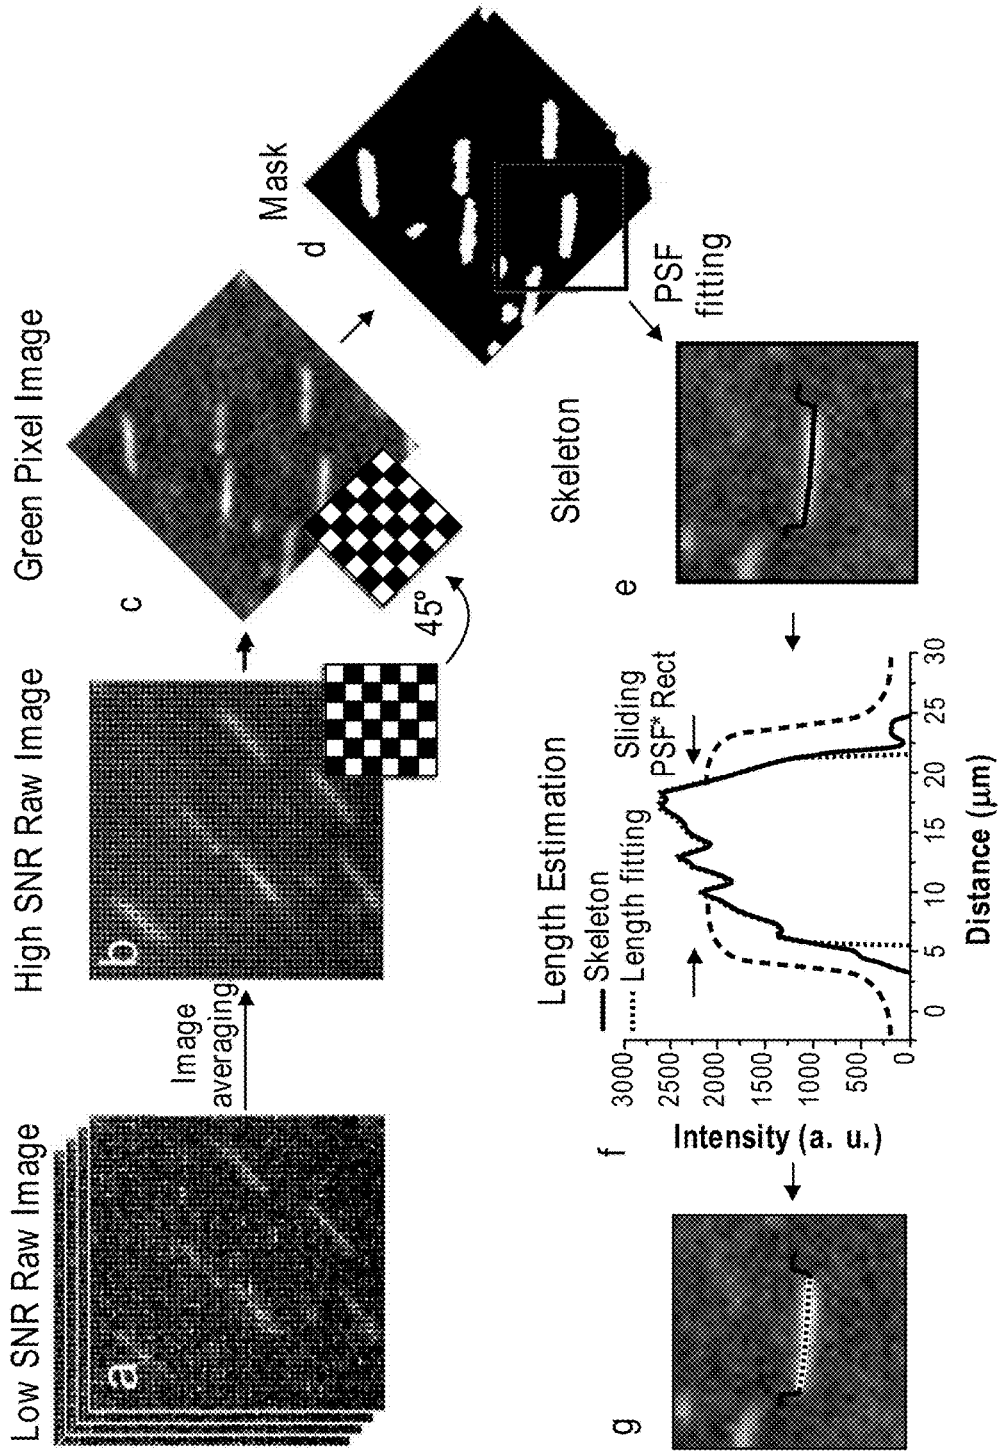 Low SNR Raw Image
High SNR Raw Image
Green Pixel Image
a
Image
averaging
b
c
45º
d
Mask
g
f
Length Estimation
Skeleton
Length fitting
Sliding
PSF* Rect
3000
2500
2000
1500
1000
500
0
Intensity (a. u.)
0
5
10
15
20
25
30
Distance (µm)
e
Skeleton
PSF
fitting